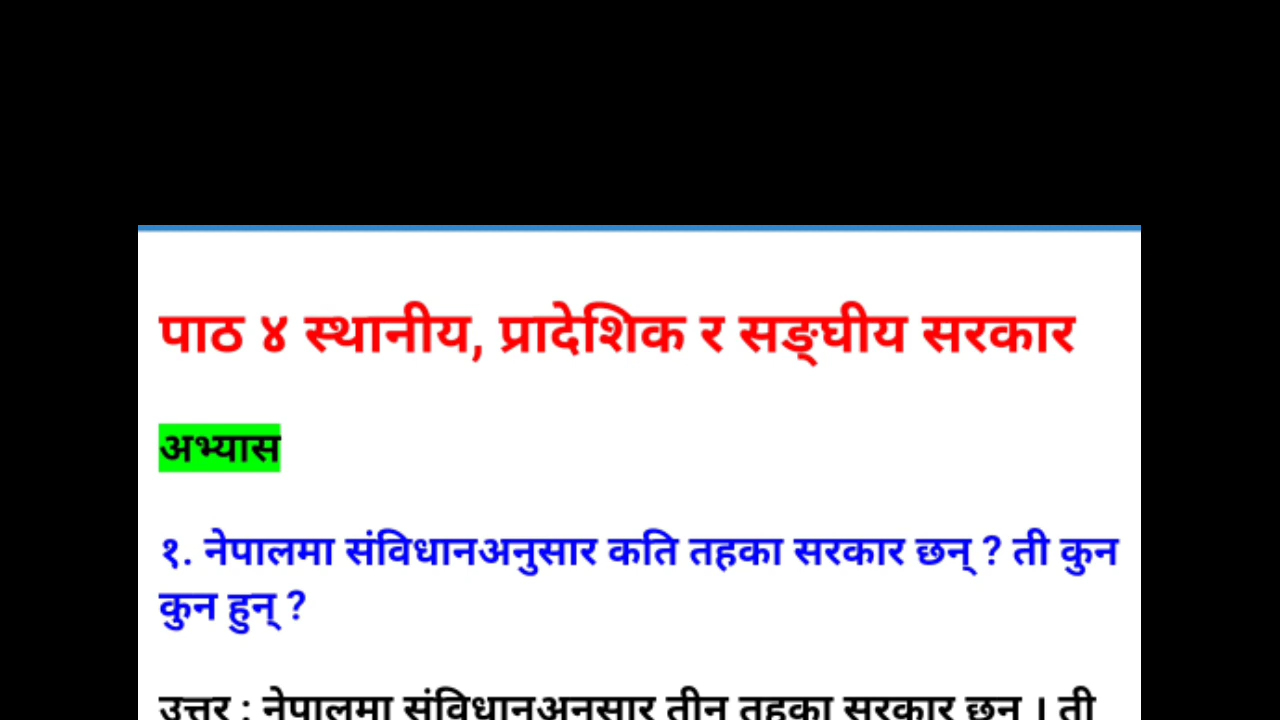 पाठ ४ स्थानीय, प्रादेशिक र सङ्घीय सरकार
अभ्यास
१. नेपालमा संविधानअनुसार कति तहका सरकार छन् ? ती कुन
कुन हुन् ?
उत्तर : नेपालमा संविधानअनुसार तीन तहका सरकार छन् । ती